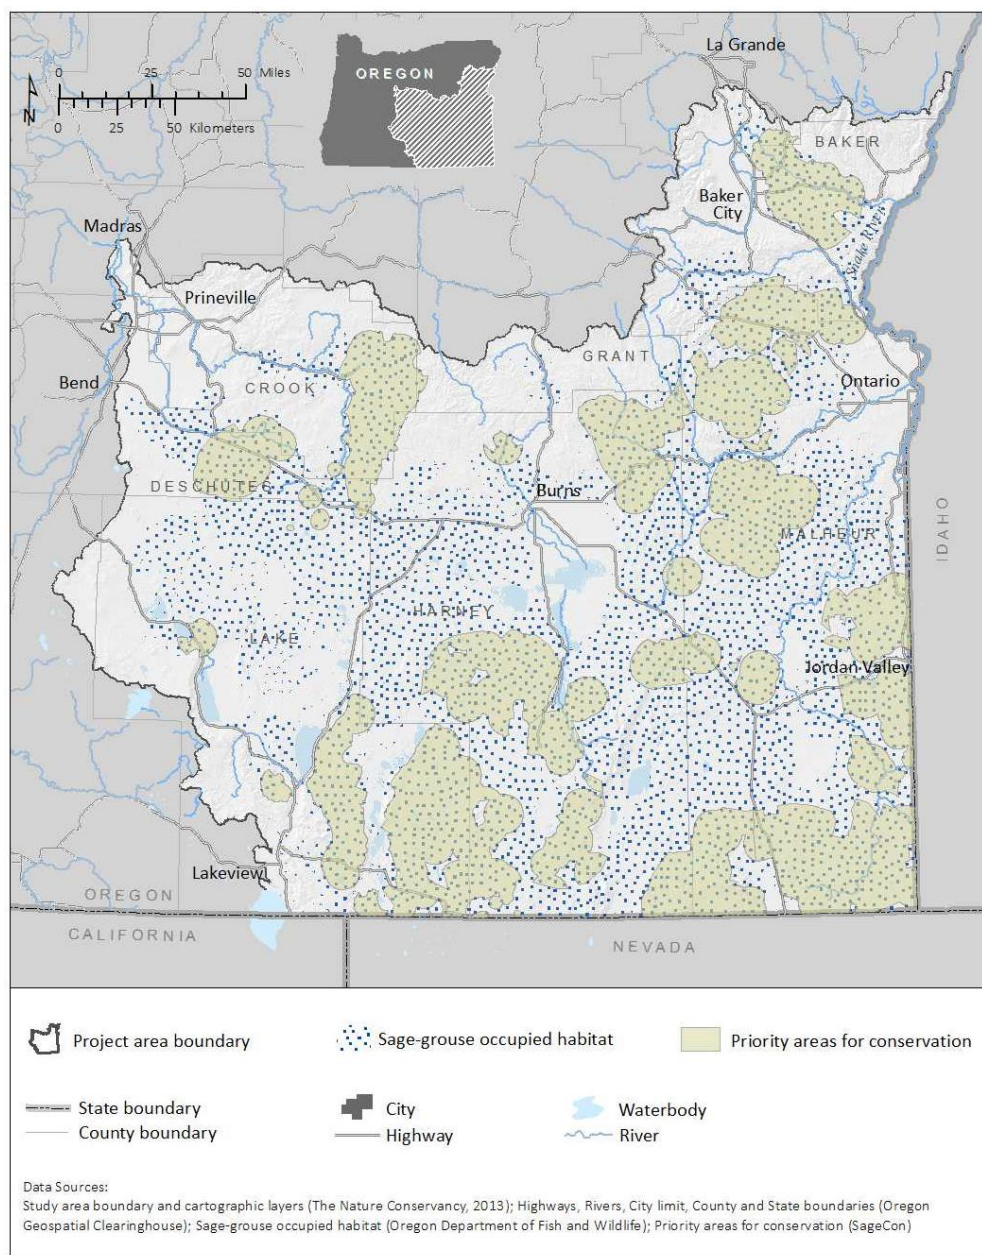 La Grande
0 25 50 Miles
OREGON
N
0 25 50 Kilometers
BAKER
Baker
City
Snake River
Madras
Prineville
GRANT
Bend
CROOK
Ontario
DESCHUTES
Burns
MALHEUR
IDAHO
HARNEY
LAKE
Jordan Valley
Lakeview
OREGON
CALIFORNIA
NEVADA
Project area boundary
Sage-grouse occupied habitat
Priority areas for conservation
State boundary
City
Waterbody
County boundary
Highway
River
Data Sources:
Study area boundary and cartographic layers (The Nature Conservancy, 2013); Highways, Rivers, City limit, County and State boundaries (Oregon
Geospatial Clearinghouse); Sage-grouse occupied habitat (Oregon Department of Fish and Wildlife); Priority areas for conservation (SageCon)